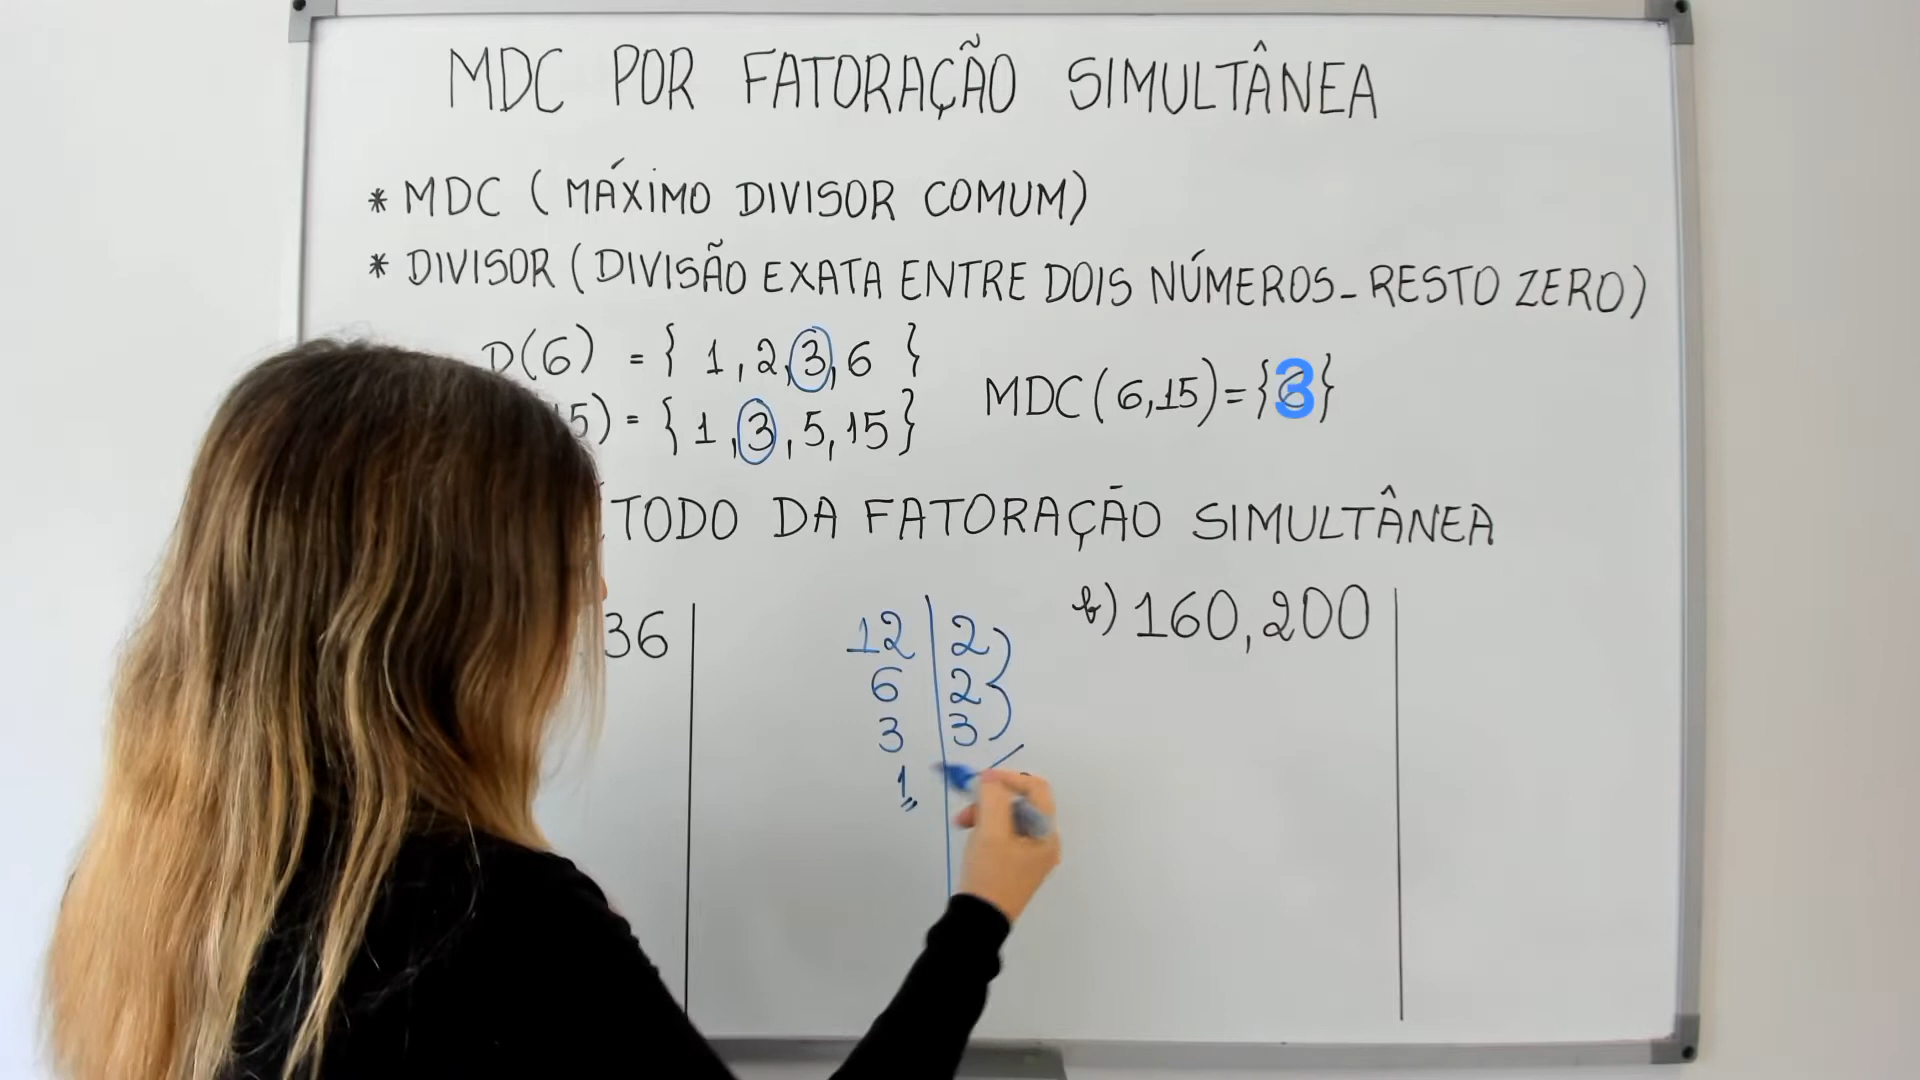 MDC POR FATORAÇÃO SIMULTÂNEA
* MDC (MÁXIMO DIVISOR COMUM)
* DIVISOR (DIVISÃO EXATA ENTRE DOIS NÚMEROS - RESTO ZERO)
D(6) = { 1, 2, 3, 6 }
5) = { 1, 3, 5, 15}
MDC(6,15) = {3}
TODO DA FATORAÇÃO SIMULTÂNEA
36
12 | 2
6 | 2
3 | 3
1
b) 160, 200